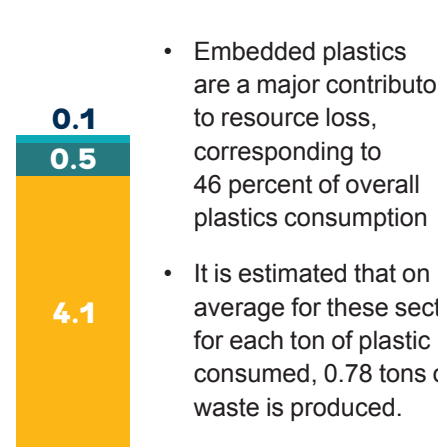 0.1
0.5
4.1
• Embedded plastics
are a major contributo
to resource loss,
corresponding to
46 percent of overall
plastics consumption
• It is estimated that on
average for these sect
for each ton of plastic
consumed, 0.78 tons o
waste is produced.